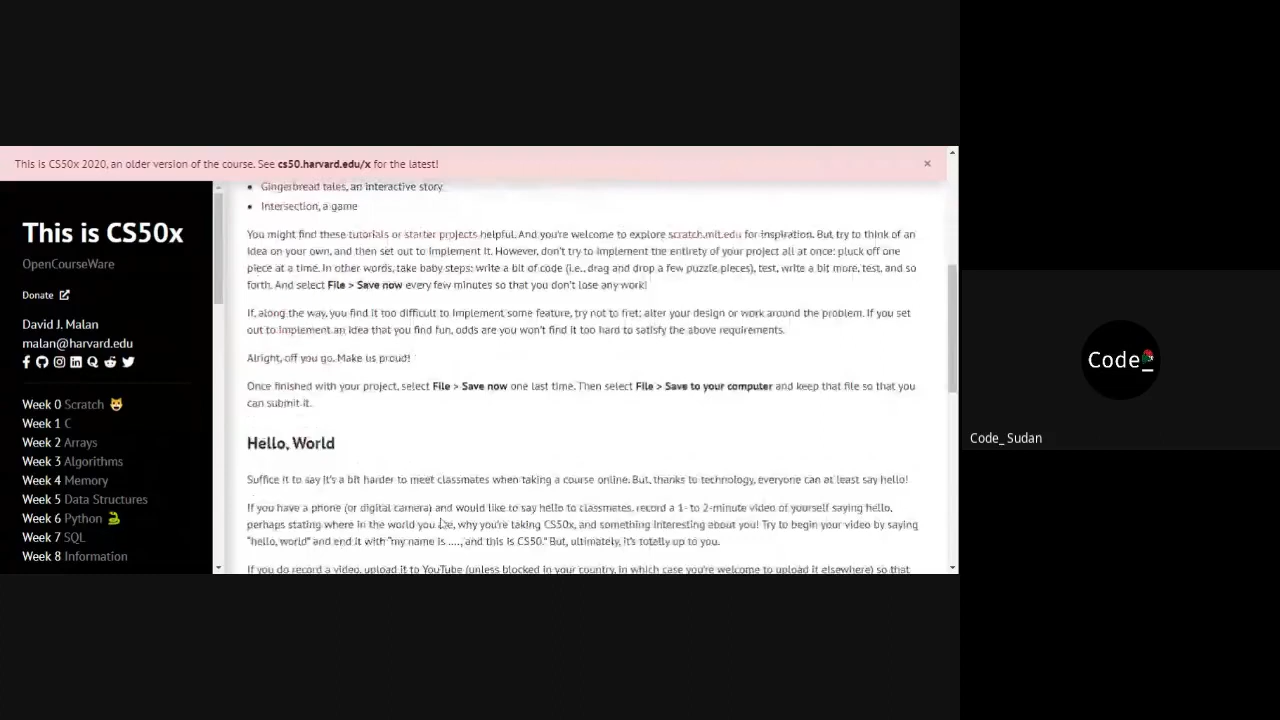 This is CS50x 2020, an older version of the course. See cs50.harvard.edu/x for the latest!
×
This is CS50x
OpenCourseWare
Donate
David J. Malan
malan@harvard.edu
Week 0 Scratch
Week 1 C
Week 2 Arrays
Week 3 Algorithms
Week 4 Memory
Week 5 Data Structures
Week 6 Python
Week 7 SQL
Week 8 Information
Gingerbread tales, an interactive story.
Intersection, a game
You might find these tutorials or starter projects helpful. And you're welcome to explore scratch.mit.edu for inspiration. But try to think of an
idea on your own, and then set out to implement it. However, don't try to implement the entirety of your project all at once: pluck off one
piece at a time. In other words, take baby steps: write a bit of code (i.e., drag and drop a few puzzle pieces), test, write a bit more, test, and so
forth. And select File > Save now every few minutes so that you don't lose any work!
If, along the way, you find it too difficult to implement some feature, try not to fret; alter your design or work around the problem. If you set
out to implement an idea that you find fun, odds are you won't find it too hard to satisfy the above requirements.
Alright, off you go. Make us proud!
Once finished with your project, select File > Save now one last time. Then select File > Save to your computer and keep that file so that you
can submit it.
Hello, World
Suffice it to say it's a bit harder to meet classmates when taking a course online. But, thanks to technology, everyone can at least say hello!
If you have a phone (or digital camera) and would like to say hello to classmates, record a 1- to 2-minute video of yourself saying hello,
perhaps stating where in the world you are, why you're taking CS50x, and something interesting about you! Try to begin your video by saying
"hello, world" and end it with "my name is ...., and this is CS50." But, ultimately, it's totally up to you.
If you do record a video, upload it to YouTube (unless blocked in your country, in which case you're welcome to upload it elsewhere) so that
Code_
Code_ Sudan